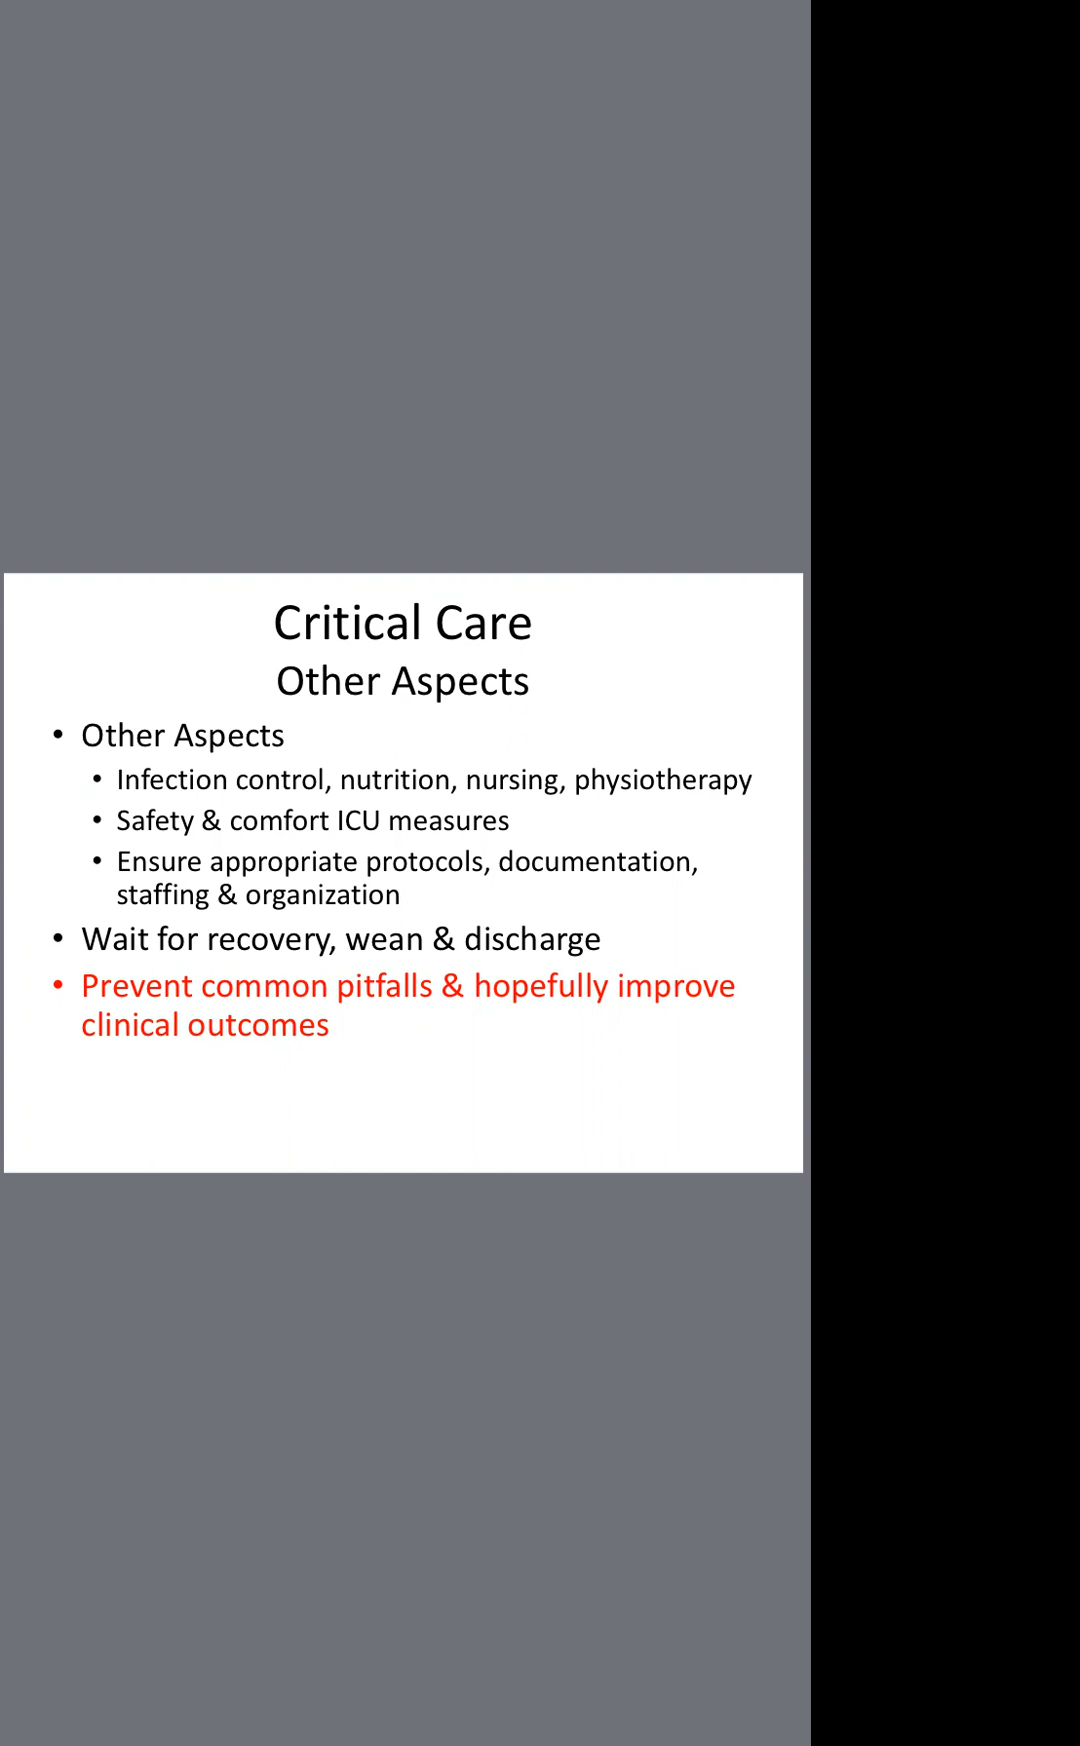 Critical Care
Other Aspects
• Other Aspects
• Infection control, nutrition, nursing, physiotherapy
• Safety & comfort ICU measures
• Ensure appropriate protocols, documentation,
staffing & organization
• Wait for recovery, wean & discharge
• Prevent common pitfalls & hopefully improve
clinical outcomes